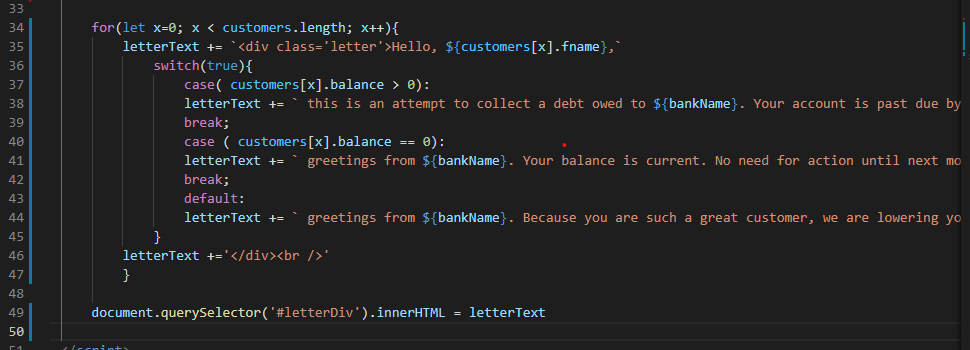 33
34 for(let x=0; x < customers.length; x++){
35 letterText += `<div class='letter'>Hello, ${customers[x].fname},`
36 switch(true){
37 case( customers[x].balance > 0):
38 letterText += ` this is an attempt to collect a debt owed to ${bankName}. Your account is past due by
39 break;
40 case ( customers[x].balance == 0):
41 letterText += ` greetings from ${bankName}. Your balance is current. No need for action until next mo
42 break;
43 default:
44 letterText += ` greetings from ${bankName}. Because you are such a great customer, we are lowering yo
45 }
46 letterText +='</div><br />'
47 }
48
49 document.querySelector('#letterDiv').innerHTML = letterText
50
51 </script>